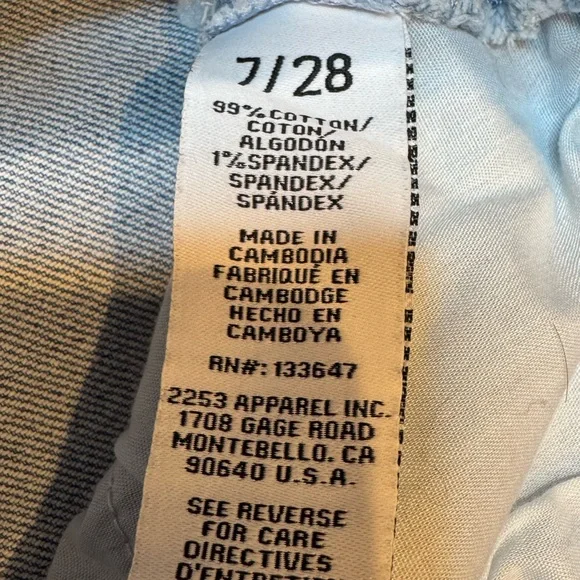 7/28
99%COTTON/
COTON/
ALGODÓN
1%SPANDEX/
SPANDEX/
SPÁNDEX
MADE IN
CAMBODIA
FABRIQUÉ EN
CAMBODGE
HECHO EN
CAMBOYA
RN#: 133647
2253 APPAREL INC.
1708 GAGE ROAD
MONTEBELLO, CA
90640 U.S.A.
SEE REVERSE
FOR CARE
DIRECTIVES
D'ENTRETIEN